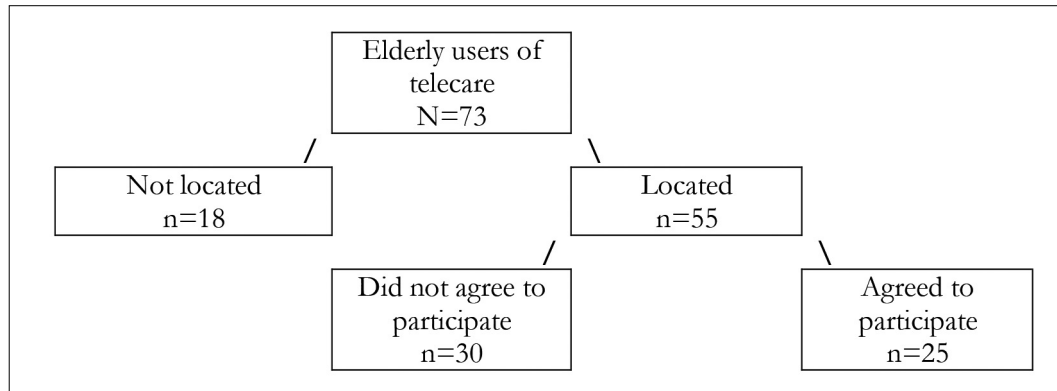 Elderly users of
telecare
N=73
Not located
n=18
Located
n=55
Did not agree to
participate
n=30
Agreed to
participate
n=25